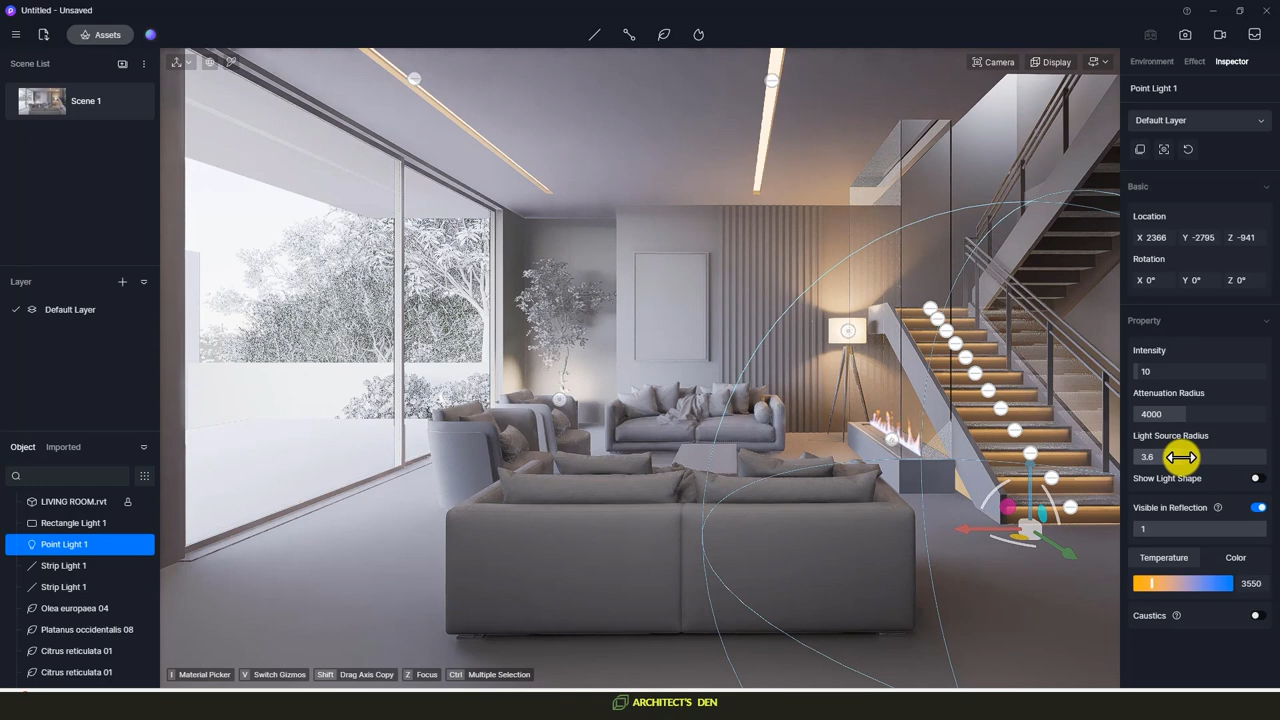 Untitled - Unsaved
Assets
Scene List
Scene 1
Layer
Default Layer
Object Imported
LIVING ROOM.rvt
Rectangle Light 1
Point Light 1
Strip Light 1
Strip Light 1
Olea europaea 04
Platanus occidentalis 08
Citrus reticulata 01
Citrus reticulata 01
Camera Display
I Material Picker V Switch Gizmos Shift Drag Axis Copy Z Focus Ctrl Multiple Selection
Environment Effect Inspector
Point Light 1
Default Layer
Basic
Location
X 2366 Y -2795 Z -941
Rotation
X 0° Y 0° Z 0°
Property
Intensity
10
Attenuation Radius
4000
Light Source Radius
3.6
Show Light Shape
Visible in Reflection
1
Temperature Color
3550
Caustics
ARCHITECT'S DEN